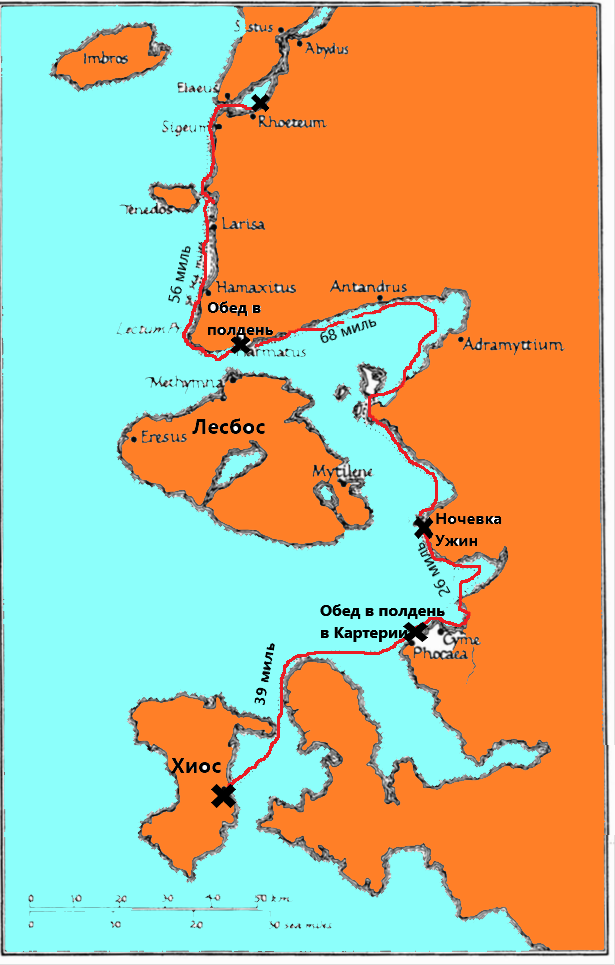 Sestus
Abydus
Imbros
Elaeus
Rhoeteum
Sigeum
Tenedos
Larisa
56 миль
Hamaxitus
Antandrus
Обед в
полдень
68 миль
Lectum Pr.
Harmatus
Adramyttium
Methymna
Лесбос
Eresus
Mytilene
Ночевка
Ужин
26 миль
Обед в полдень
в Картерии
Cyme
Phocaea
39 миль
Хиос
0 10 20 30 40 50 km
0 10 20 30 sea miles